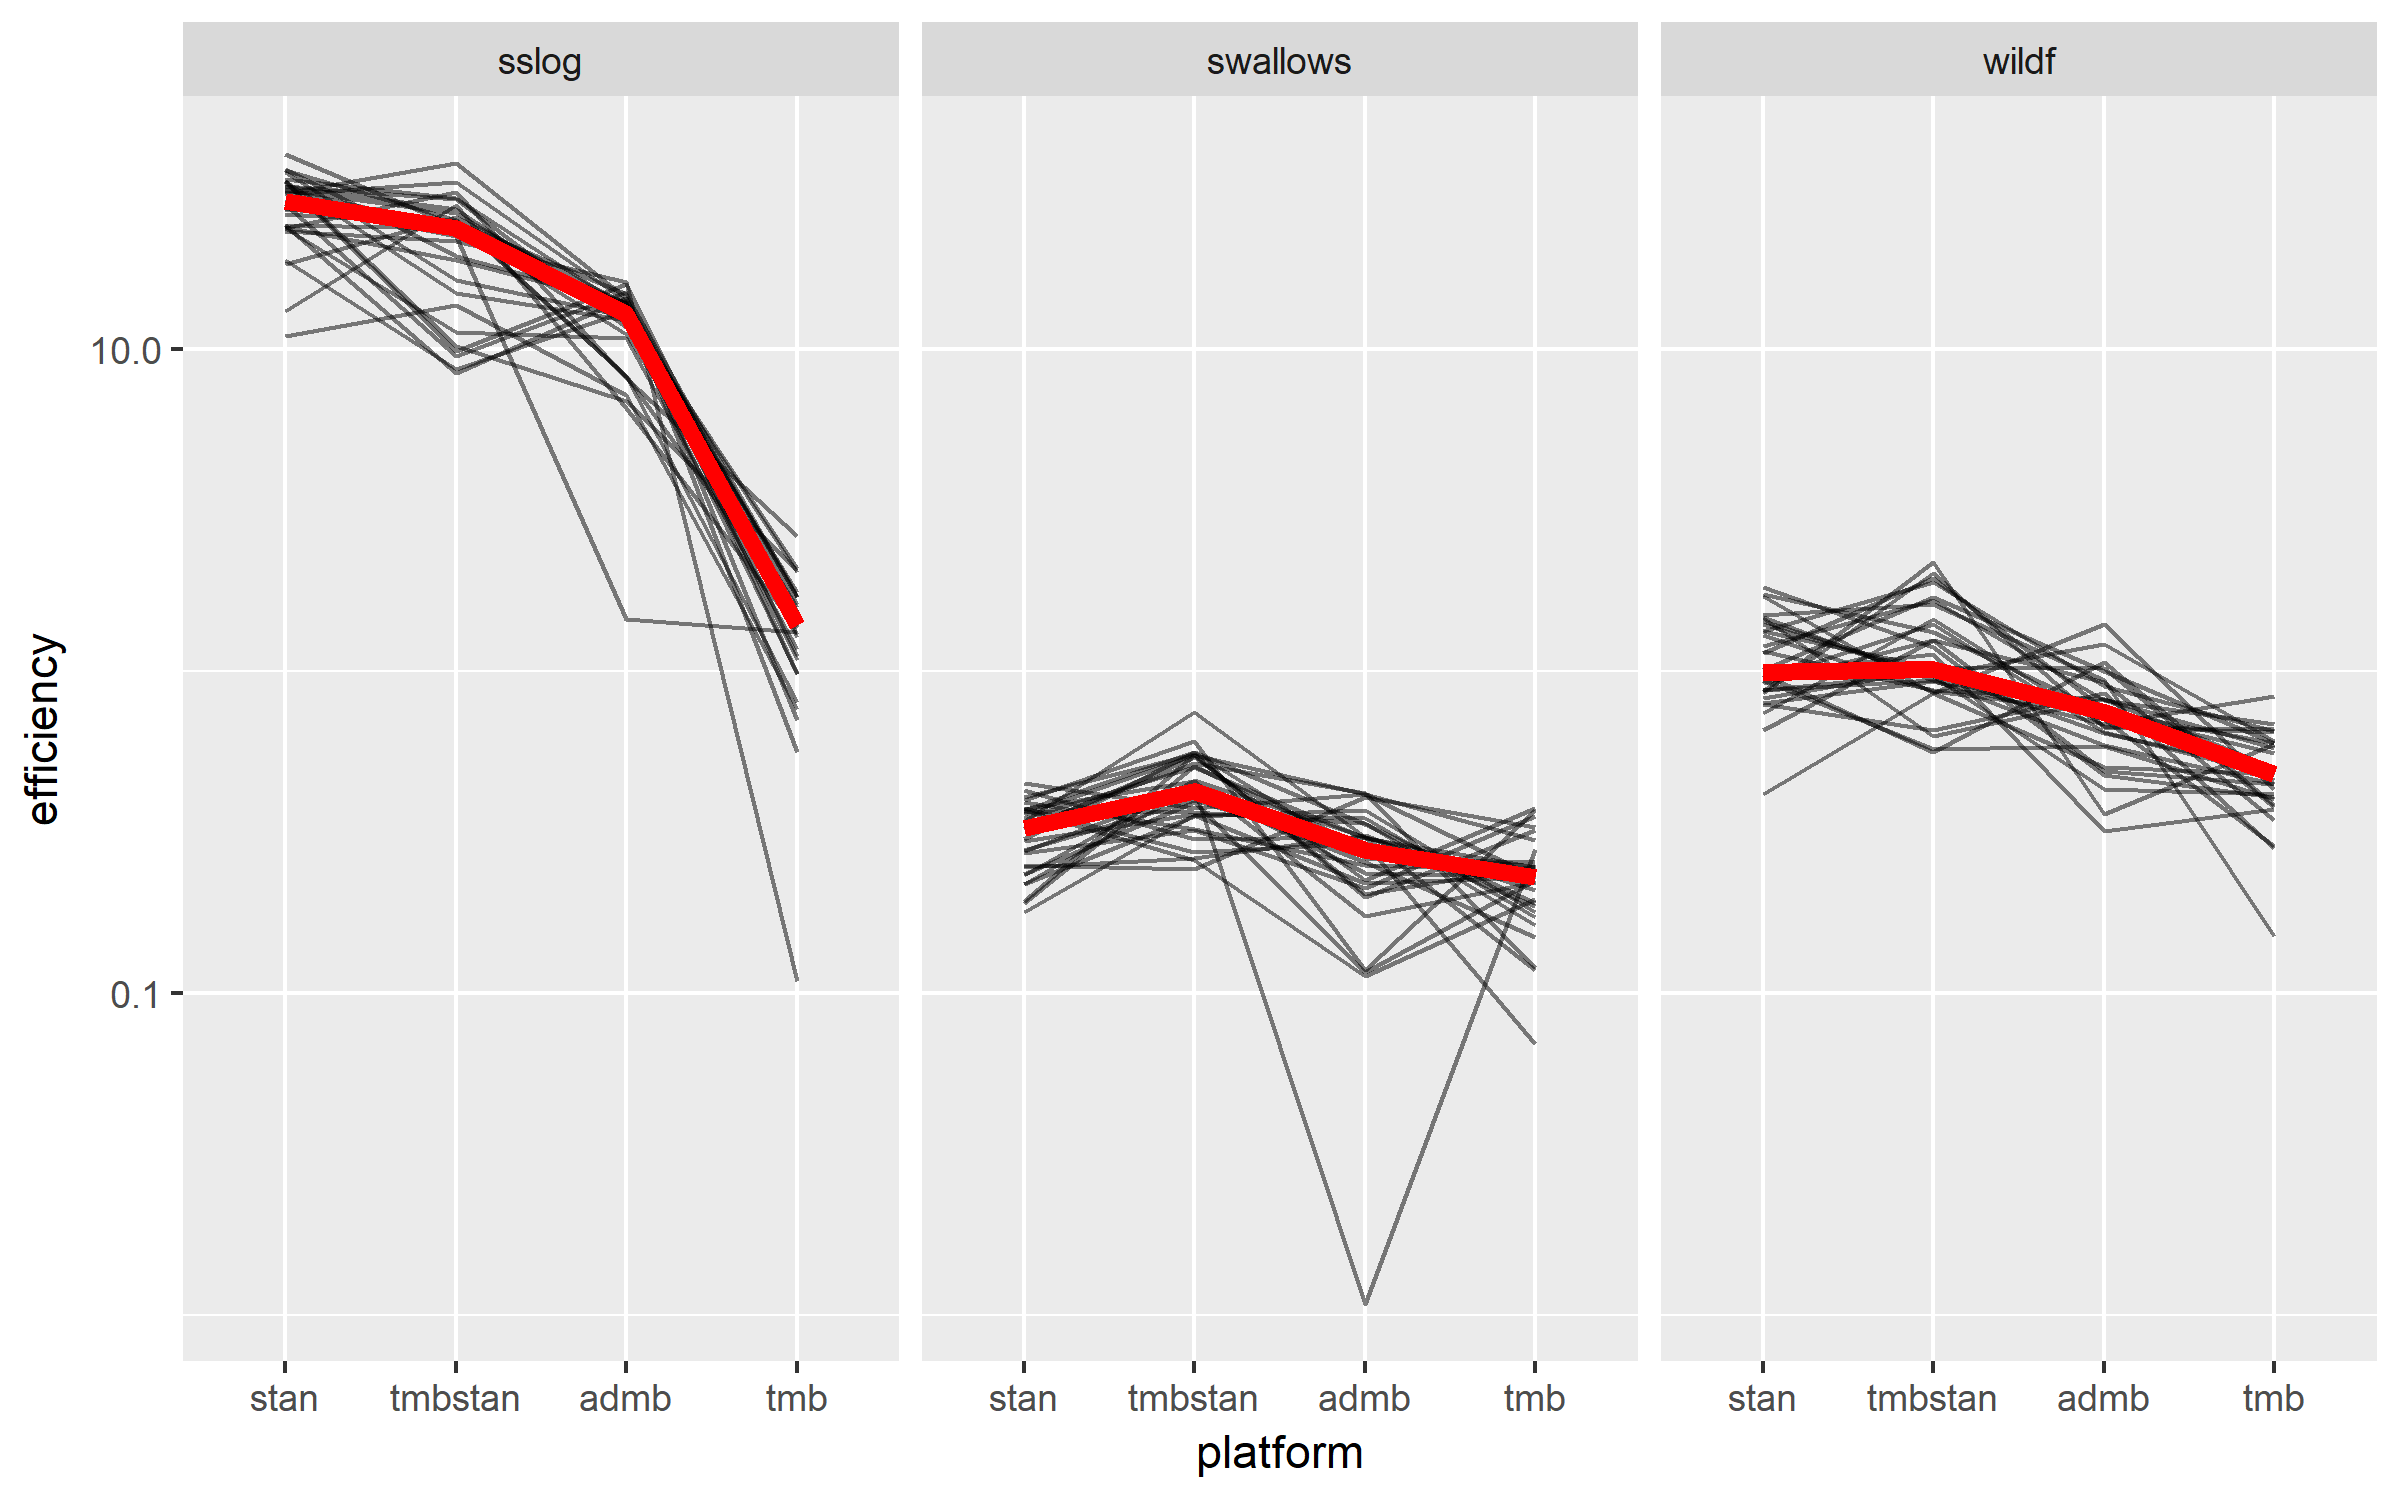 sslog swallows wildf
efficiency
10.0
0.1
stan tmbstan admb tmb stan tmbstan admb tmb stan tmbstan admb tmb
platform